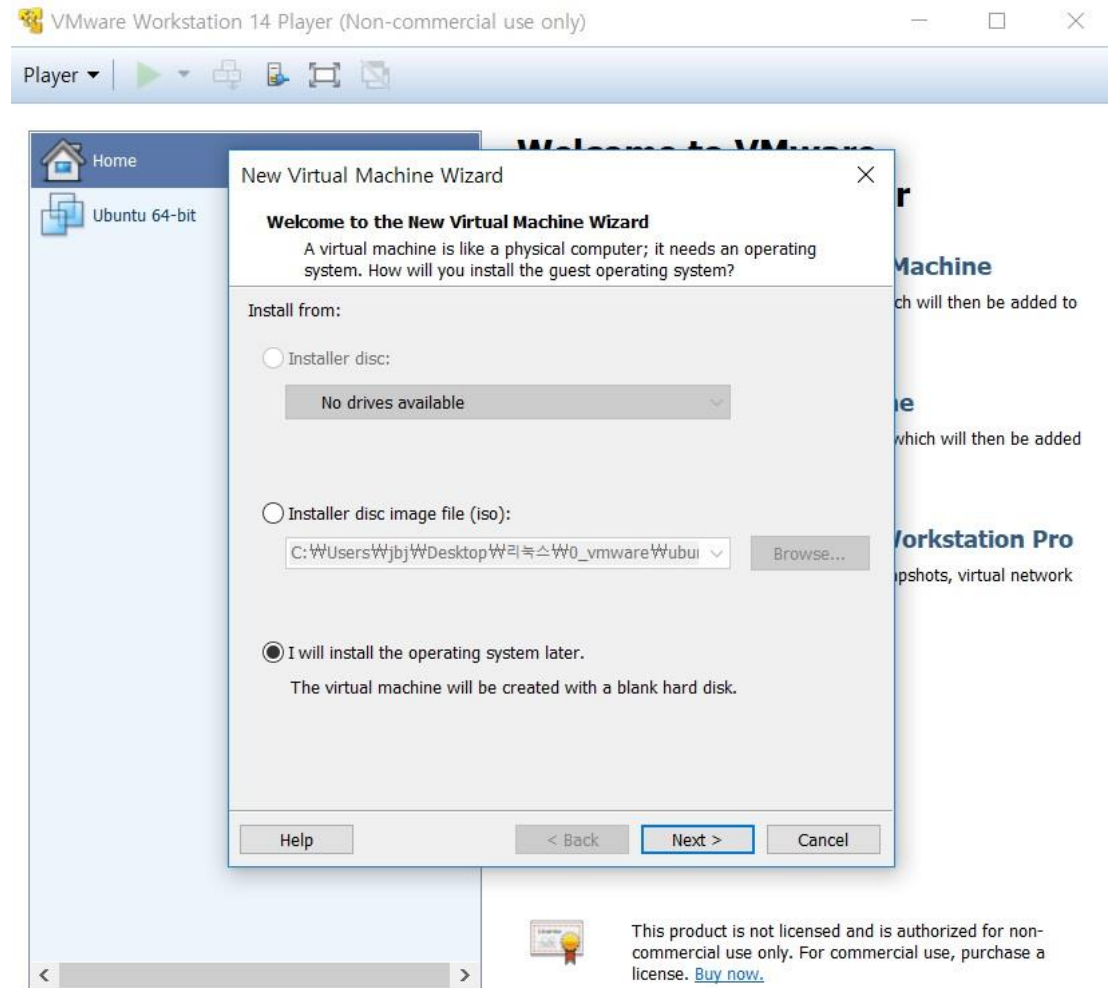 VMware Workstation 14 Player (Non-commercial use only)
Player
Home
Ubuntu 64-bit
Welcome to VMware
r
Machine
ch will then be added to
e
which will then be added
Workstation Pro
pshots, virtual network
New Virtual Machine Wizard
Welcome to the New Virtual Machine Wizard
A virtual machine is like a physical computer; it needs an operating
system. How will you install the guest operating system?
Install from:
Installer disc:
No drives available
Installer disc image file (iso):
C:₩Users₩jbj₩Desktop₩리눅스₩0_vmware₩ubu
Browse...
I will install the operating system later.
The virtual machine will be created with a blank hard disk.
Help
< Back
Next >
Cancel
This product is not licensed and is authorized for non-
commercial use only. For commercial use, purchase a
license. Buy now.